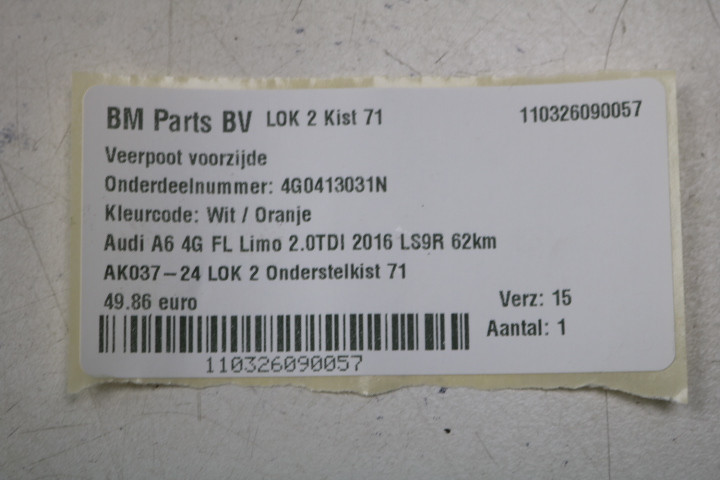 BM Parts BV LOK 2 Kist 71 110326090057
Veerpoot voorzijde
Onderdeelnummer: 4G0413031N
Kleurcode: Wit / Oranje
Audi A6 4G FL Limo 2.0TDI 2016 LS9R 62km
AK037-24 LOK 2 Onderstelkist 71
49.86 euro Verz: 15
Aantal: 1
110326090057